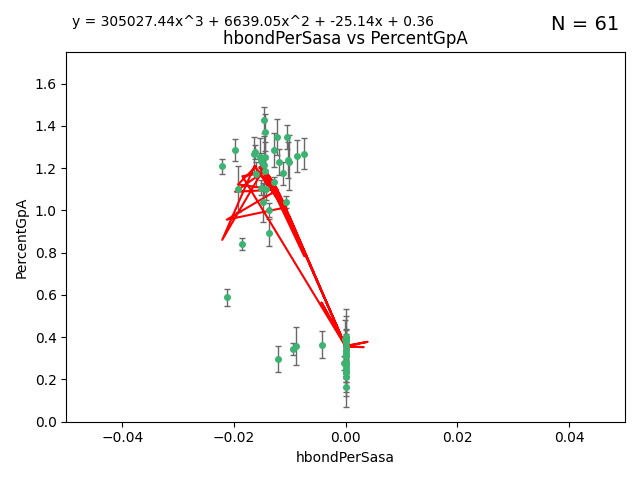 y = 305027.44x^3 + 6639.05x^2 + -25.14x + 0.36
N = 61
hbondPerSasa vs PercentGpA
PercentGpA
1.6
1.4
1.2
1.0
0.8
0.6
0.4
0.2
0.0
−0.04
−0.02
0.00
0.02
0.04
hbondPerSasa